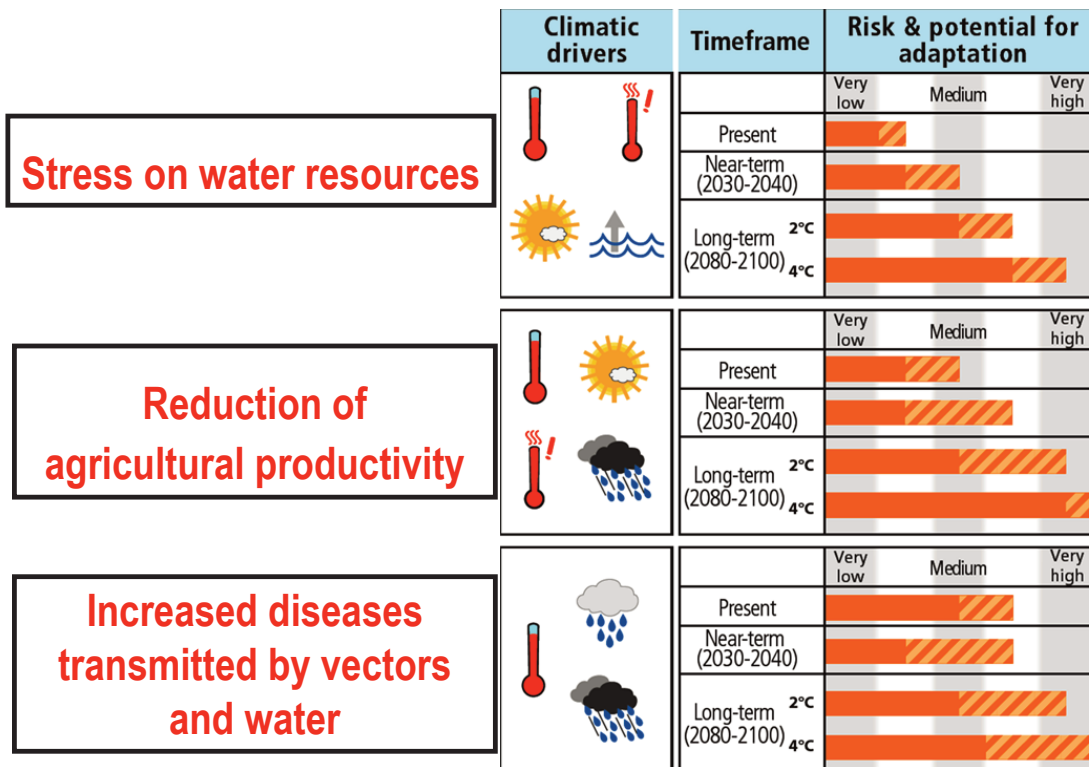 Climatic
drivers
Timeframe
Risk & potential for
adaptation
Stress on water resources
Very
low
Medium
Very
high
Present
Near-term
(2030-2040)
Long-term
(2080-2100)
2°C
4°C
Reduction of
agricultural productivity
Very
low
Medium
Very
high
Present
Near-term
(2030-2040)
Long-term
(2080-2100)
2°C
4°C
Increased diseases
transmitted by vectors
and water
Very
low
Medium
Very
high
Present
Near-term
(2030-2040)
Long-term
(2080-2100)
2°C
4°C